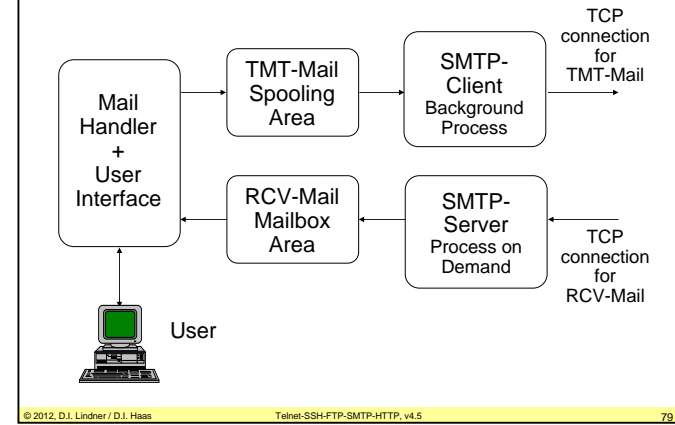 TCP
connection
for
TMT-Mail
Mail
Handler
+
User
Interface
TMT-Mail
Spooling
Area
SMTP-
Client
Background
Process
RCV-Mail
Mailbox
Area
SMTP-
Server
Process on
Demand
TCP
connection
for
RCV-Mail
User
© 2012, D.I. Lindner / D.I. Haas
Telnet-SSH-FTP-SMTP-HTTP, v4.5
79